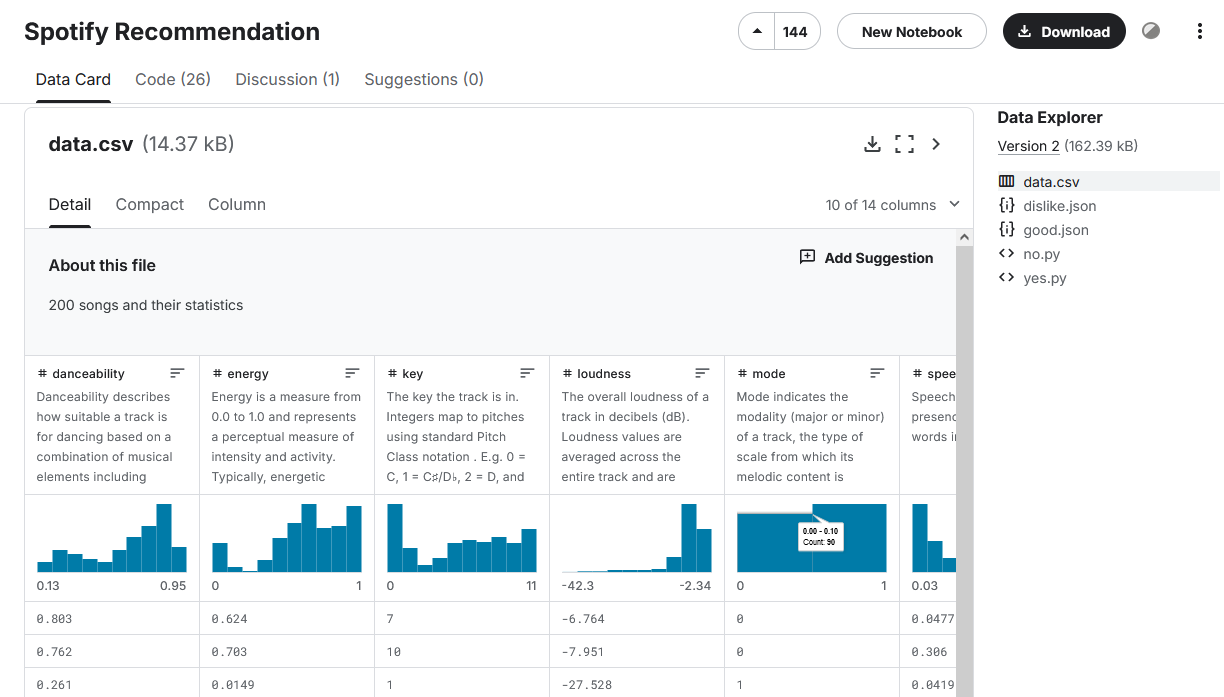 Spotify Recommendation
144
New Notebook
Download
Data Card
Code (26)
Discussion (1)
Suggestions (0)
data.csv (14.37 kB)
Detail
Compact
Column
10 of 14 columns
About this file
Add Suggestion
200 songs and their statistics
# danceability
Danceability describes
how suitable a track is
for dancing based on a
combination of musical
elements including
0.13 0.95
0.803
0.762
0.261
# energy
Energy is a measure from
0.0 to 1.0 and represents
a perceptual measure of
intensity and activity.
Typically, energetic
0 1
0.624
0.703
0.0149
# key
The key the track is in.
Integers map to pitches
using standard Pitch
Class notation . E.g. 0 =
C, 1 = C♯/D♭, 2 = D, and
0 11
7
10
1
# loudness
The overall loudness of a
track in decibels (dB).
Loudness values are
averaged across the
entire track and are
-42.3 -2.34
-6.764
-7.951
-27.528
# mode
Mode indicates the
modality (major or minor)
of a track, the type of
scale from which its
melodic content is
0.00 - 0.10
Count: 90
0 1
0
0
1
# spee
Speech
presenc
words i
0.03
0.0477
0.306
0.0419
Data Explorer
Version 2 (162.39 kB)
data.csv
dislike.json
good.json
no.py
yes.py